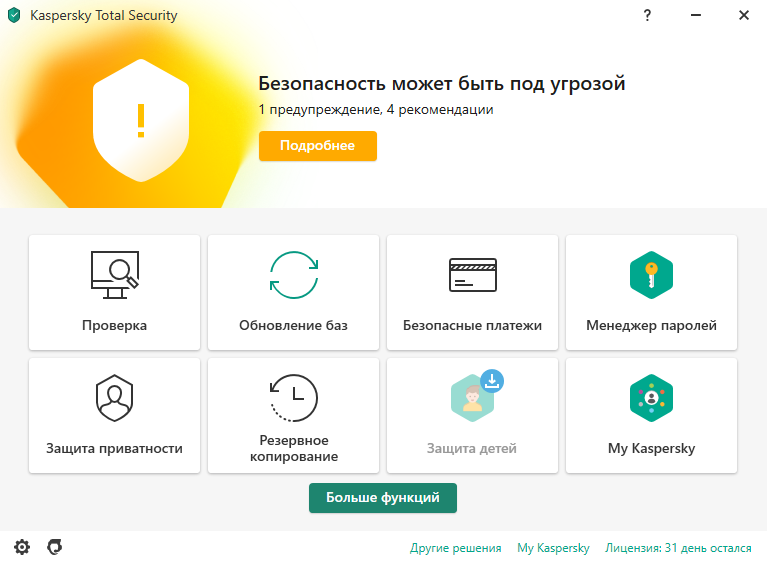 Kaspersky Total Security
?
Безопасность может быть под угрозой
1 предупреждение, 4 рекомендации
Подробнее
Проверка
Обновление баз
Безопасные платежи
Менеджер паролей
Защита приватности
Резервное
копирование
Защита детей
My Kaspersky
Больше функций
Другие решения My Kaspersky Лицензия: 31 день остался